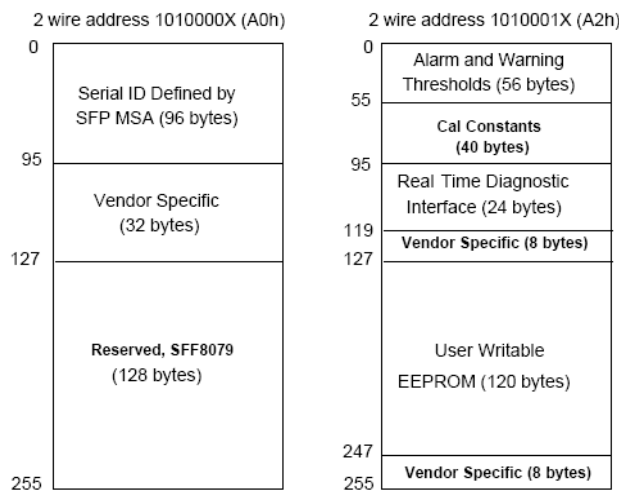 2 wire address 1010000X (A0h)
0
Serial ID Defined by
SFP MSA (96 bytes)
95
Vendor Specific
(32 bytes)
127
Reserved, SFF8079
(128 bytes)
255
2 wire address 1010001X (A2h)
0
Alarm and Warning
Thresholds (56 bytes)
55
Cal Constants
(40 bytes)
95
Real Time Diagnostic
Interface (24 bytes)
119
Vendor Specific (8 bytes)
127
User Writable
EEPROM (120 bytes)
247
Vendor Specific (8 bytes)
255